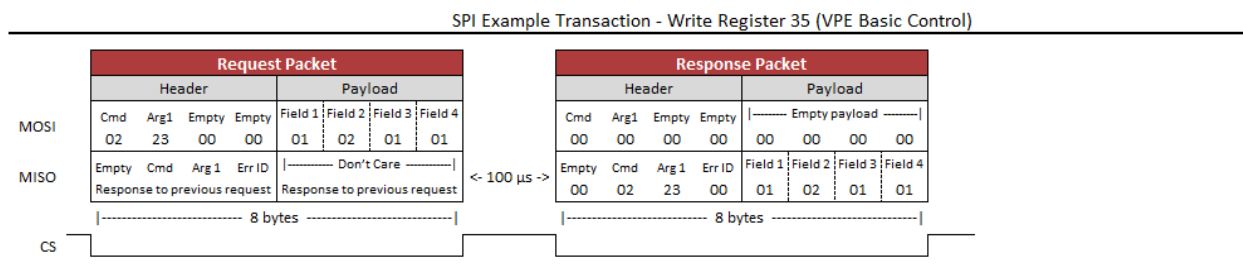 SPI Example Transaction - Write Register 35 (VPE Basic Control)
Request Packet Response Packet
Header Payload Header Payload
MOSI Cmd Arg1 Empty Empty Field 1 Field 2 Field 3 Field 4 Cmd Arg1 Empty Empty |--------- Empty payload ---------|
02 23 00 00 01 02 01 01 00 00 00 00 00 00 00 00
MISO Empty Cmd Arg 1 Err ID |------------ Don't Care ------------| <- 100 µs -> Empty Cmd Arg 1 Err ID Field 1 Field 2 Field 3 Field 4
Response to previous request Response to previous request 00 02 23 00 01 02 01 01
|---------------------------- 8 bytes -----------------------------| |---------------------------- 8 bytes -----------------------------|
CS